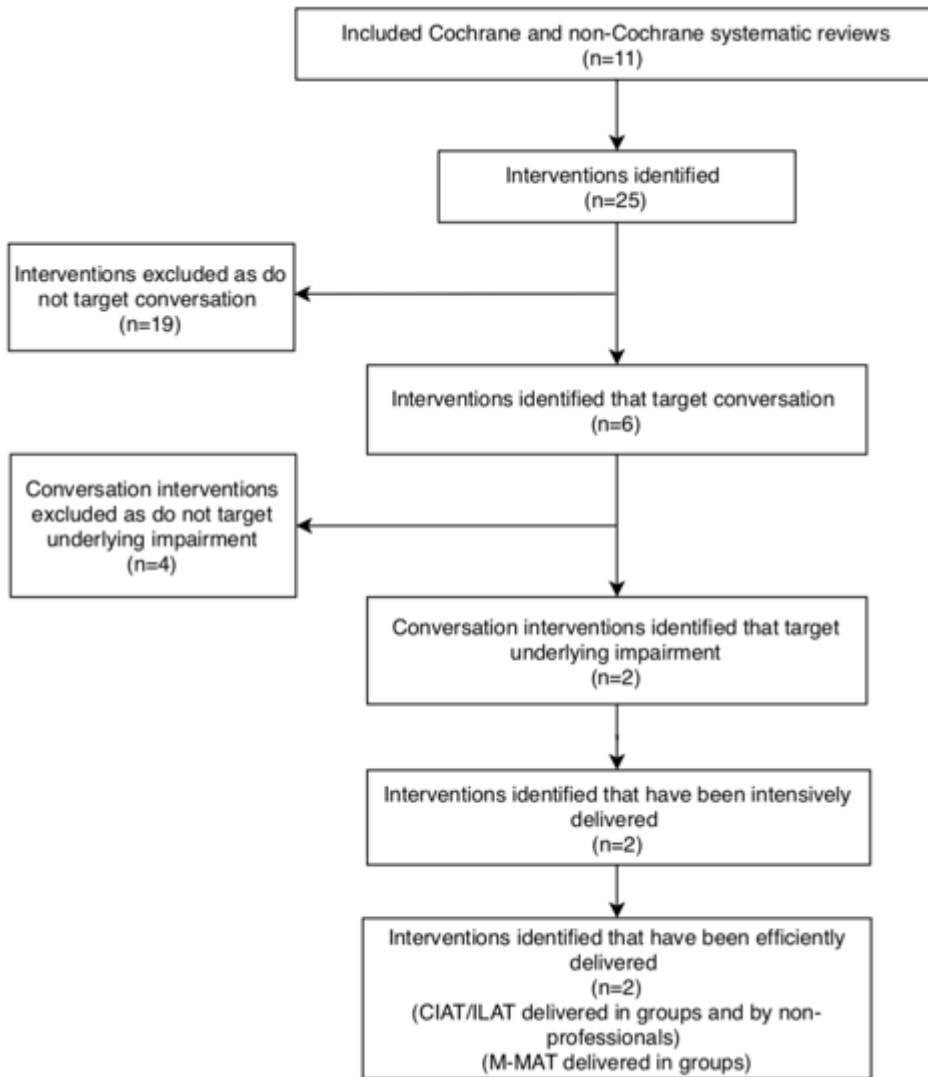 Included Cochrane and non-Cochrane systematic reviews
(n=11)
Interventions identified
(n=25)
Interventions excluded as do
not target conversation
(n=19)
Interventions identified that target conversation
(n=6)
Conversation interventions
excluded as do not target
underlying impairment
(n=4)
Conversation interventions identified that target
underlying impairment
(n=2)
Interventions identified that have been intensively
delivered
(n=2)
Interventions identified that have been efficiently
delivered
(n=2)
(CIAT/ILAT delivered in groups and by non-
professionals)
(M-MAT delivered in groups)